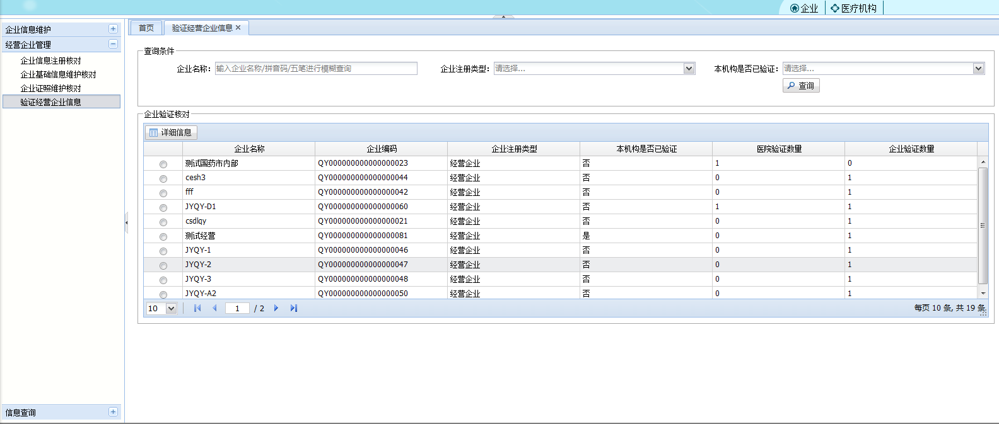 企业 医疗机构
企业信息维护
经营企业管理
企业信息注册核对
企业基础信息维护核对
企业证照维护核对
验证经营企业信息
信息查询
首页 验证经营企业信息
查询条件
企业名称: 输入企业名称/拼音码/五笔进行模糊查询 企业注册类型: 请选择... 本机构是否已验证: 请选择...
查询
企业验证核对
详细信息
企业名称 企业编码 企业注册类型 本机构是否已验证 医院验证数量 企业验证数量
测试国药市内部 QY000000000000000023 经营企业 否 1 0
cesh3 QY000000000000000044 经营企业 否 0 1
fff QY000000000000000042 经营企业 否 0 1
JYQY-D1 QY000000000000000060 经营企业 否 1 1
csdlqy QY000000000000000021 经营企业 否 0 1
测试经营 QY000000000000000081 经营企业 是 0 1
JYQY-1 QY000000000000000046 经营企业 否 0 1
JYQY-2 QY000000000000000047 经营企业 否 0 1
JYQY-3 QY000000000000000048 经营企业 否 0 1
JYQY-A2 QY000000000000000050 经营企业 否 0 1
10 1 / 2 每页 10 条, 共 19 条